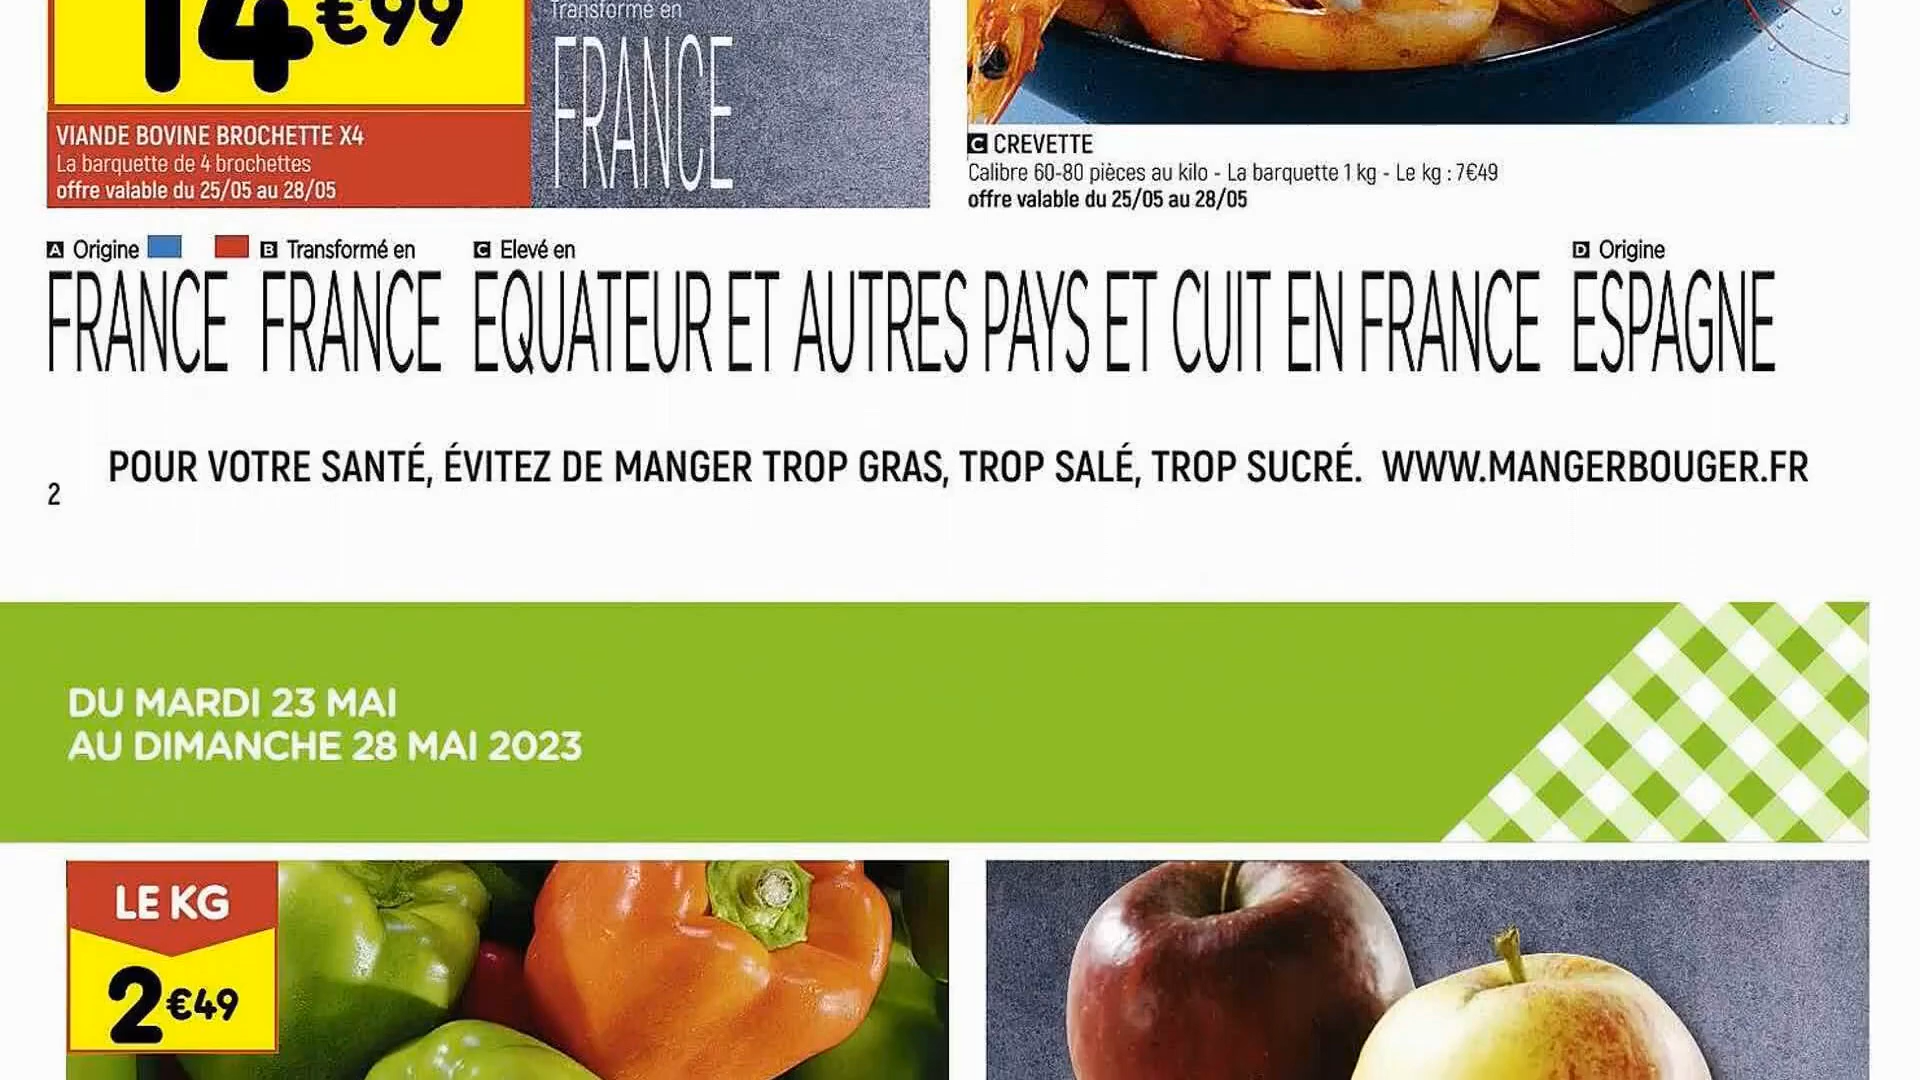 14€99
VIANDE BOVINE BROCHETTE X4
La barquette de 4 brochettes
offre valable du 25/05 au 28/05
Transformé en
FRANCE
C CREVETTE
Calibre 60-80 pièces au kilo - La barquette 1 kg - Le kg : 7€49
offre valable du 25/05 au 28/05
A Origine
FRANCE
B Transformé en
FRANCE
C Elevé en
EQUATEUR ET AUTRES PAYS ET CUIT EN FRANCE
D Origine
ESPAGNE
POUR VOTRE SANTÉ, ÉVITEZ DE MANGER TROP GRAS, TROP SALÉ, TROP SUCRÉ. WWW.MANGERBOUGER.FR
2
DU MARDI 23 MAI
AU DIMANCHE 28 MAI 2023
LE KG
2€49